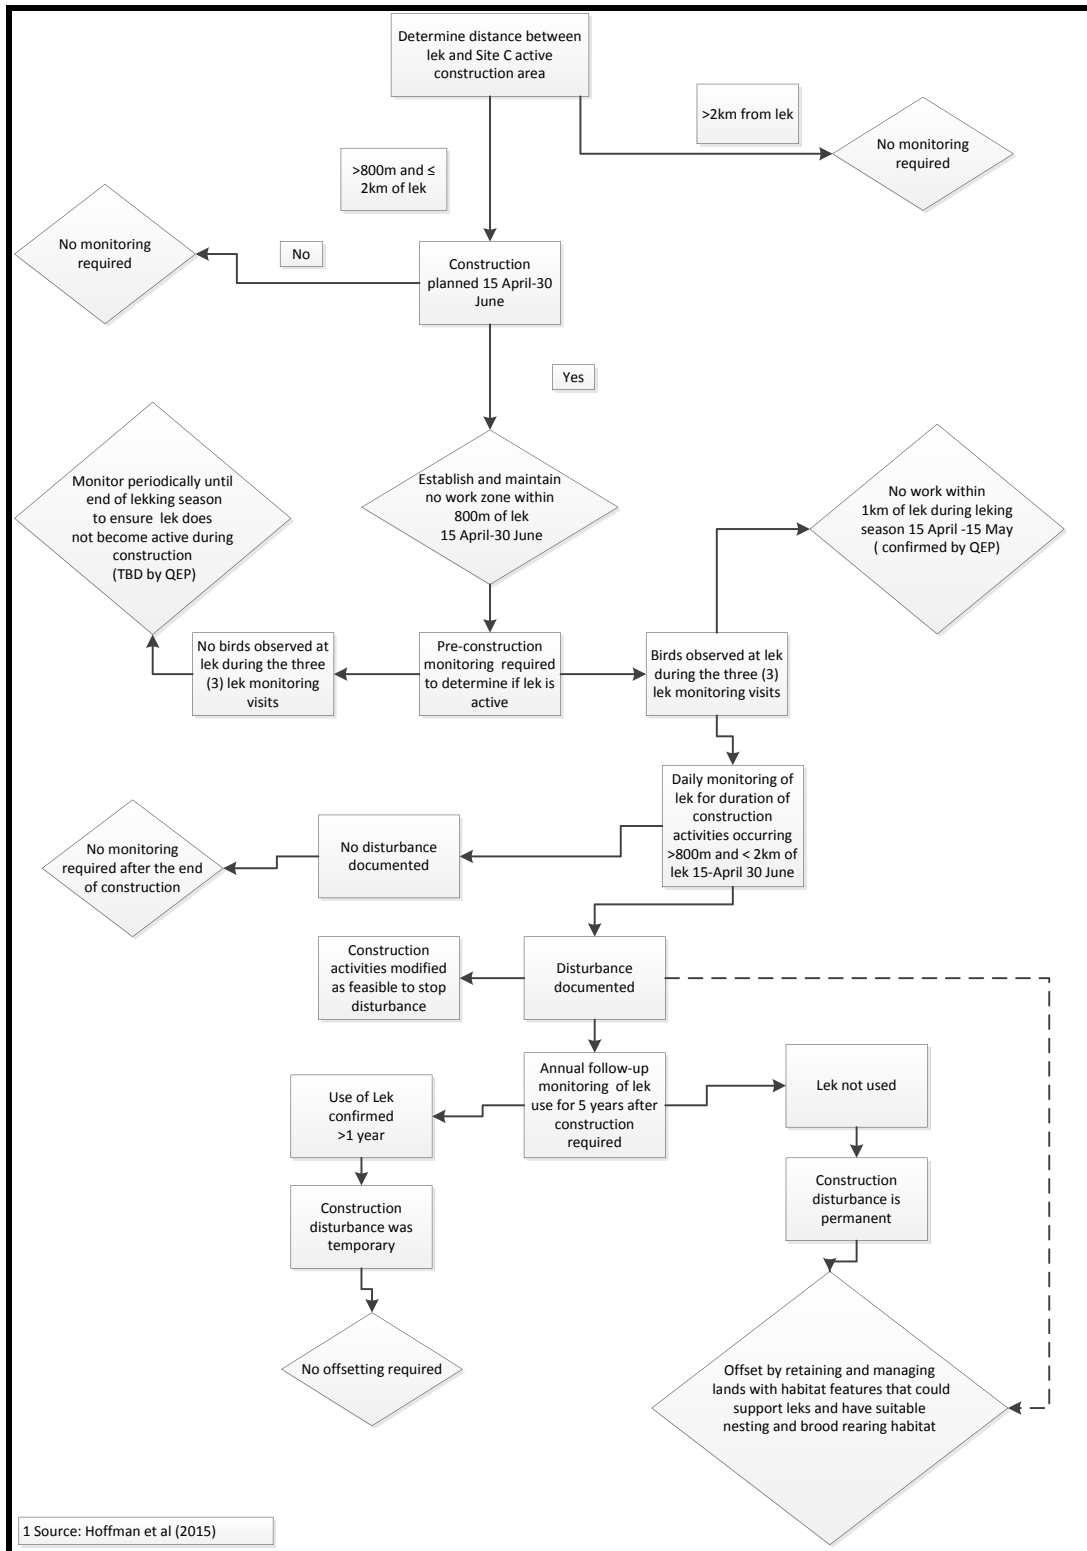 Determine distance between
lek and Site C active
construction area
>2km from lek
No monitoring
required
>800m and ≤
2km of lek
No monitoring
required
No
Construction
planned 15 April-30
June
Yes
Monitor periodically until
end of lekking season
to ensure lek does
not become active during
construction
(TBD by QEP)
Establish and maintain
no work zone within
800m of lek
15 April-30 June
No work within
1km of lek during leking
season 15 April -15 May
( confirmed by QEP)
No birds observed at
lek during the three
(3) lek monitoring
visits
Pre-construction
monitoring required
to determine if lek is
active
Birds observed at lek
during the three (3)
lek monitoring visits
Daily monitoring of
lek for duration of
construction
activities occurring
>800m and < 2km of
lek 15-April 30 June
No disturbance
documented
No monitoring
required after the end
of construction
Construction
activities modified
as feasible to stop
disturbance
Disturbance
documented
Annual follow-up
monitoring of lek
use for 5 years after
construction
required
Use of Lek
confirmed
>1 year
Lek not used
Construction
disturbance was
temporary
Construction
disturbance is
permanent
No offsetting required
Offset by retaining and managing
lands with habitat features that could
support leks and have suitable
nesting and brood rearing habitat
1 Source: Hoffman et al (2015)